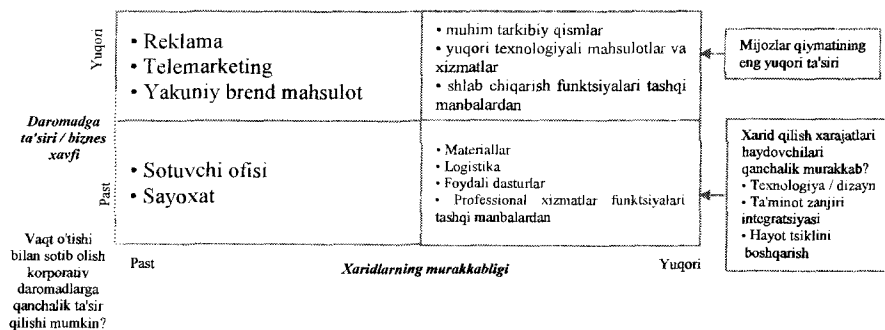 Yuqori
• Reklama
• Telemarketing
• Yakuniy brend mahsulot
• muhim tarkibiy qismlar
• yuqori texnologiyali mahsulotlar va
xizmatlar
• shlab chiqarish funktsiyalari tashqi
manbalardan
Mijozlar qiymatining
eng yuqori ta'siri
Daromadga
ta'siri / biznes
xavfi
Past
• Sotuvchi ofisi
• Sayoxat
• Materiallar
• Logistika
• Foydali dasturlar
• Professional xizmatlar funktsiyalari
tashqi manbalardan
Xarid qilish xarajatlari
haydovchilari
qanchalik murakkab?
• Texnologiya / dizayn
• Ta'minot zanjiri
integratsiyasi
• Hayot tsiklini
boshqarish
Vaqt o'tishi
bilan sotib olish
korporativ
daromadlarga
qanchalik ta'sir
qilishi mumkin?
Past
Xaridlarning murakkabligi
Yuqori